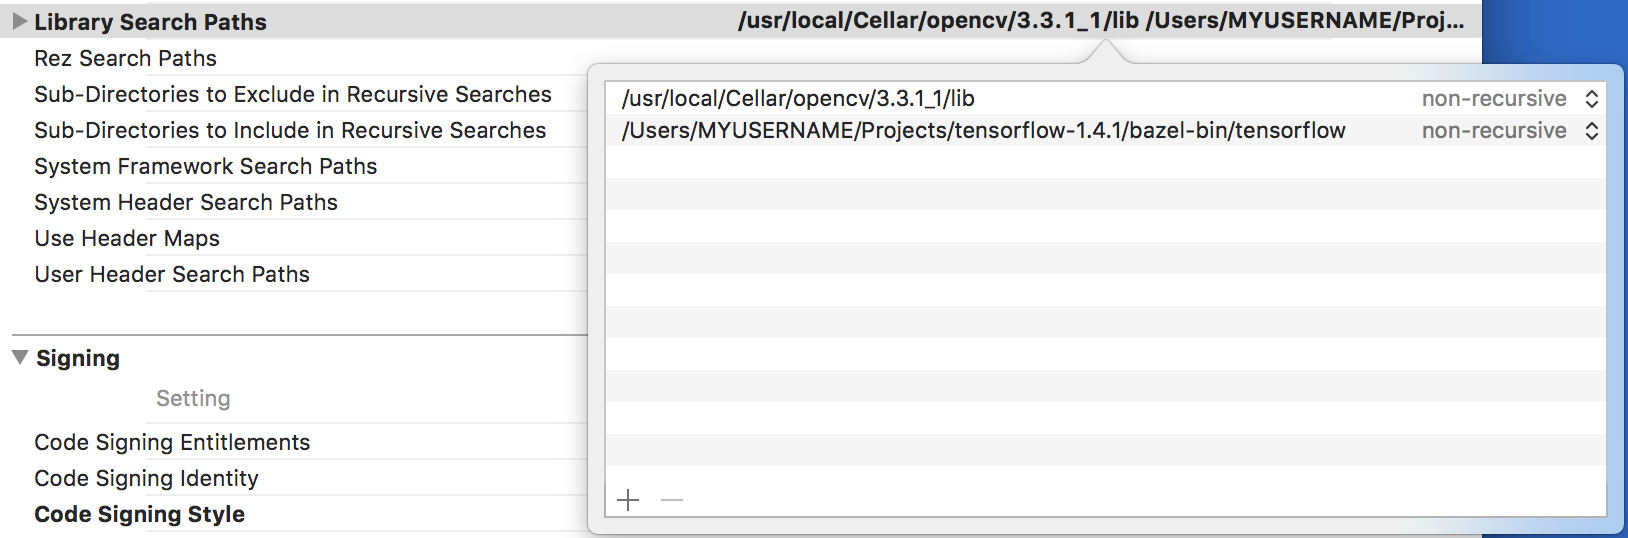 Library Search Paths /usr/local/Cellar/opencv/3.3.1_1/lib /Users/MYUSERNAME/Proj...
Rez Search Paths
Sub-Directories to Exclude in Recursive Searches
Sub-Directories to Include in Recursive Searches
System Framework Search Paths
System Header Search Paths
Use Header Maps
User Header Search Paths
/usr/local/Cellar/opencv/3.3.1_1/lib non-recursive
/Users/MYUSERNAME/Projects/tensorflow-1.4.1/bazel-bin/tensorflow non-recursive
Signing
Setting
Code Signing Entitlements
Code Signing Identity
Code Signing Style